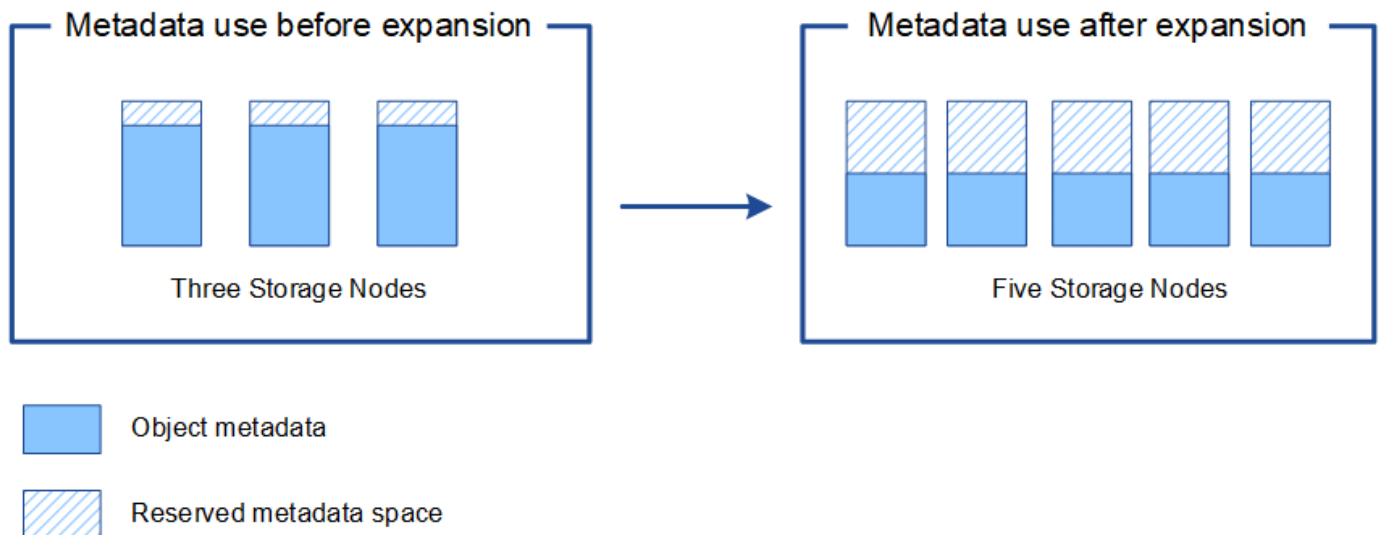 Metadata use before expansion
Metadata use after expansion
Three Storage Nodes
Five Storage Nodes
Object metadata
Reserved metadata space